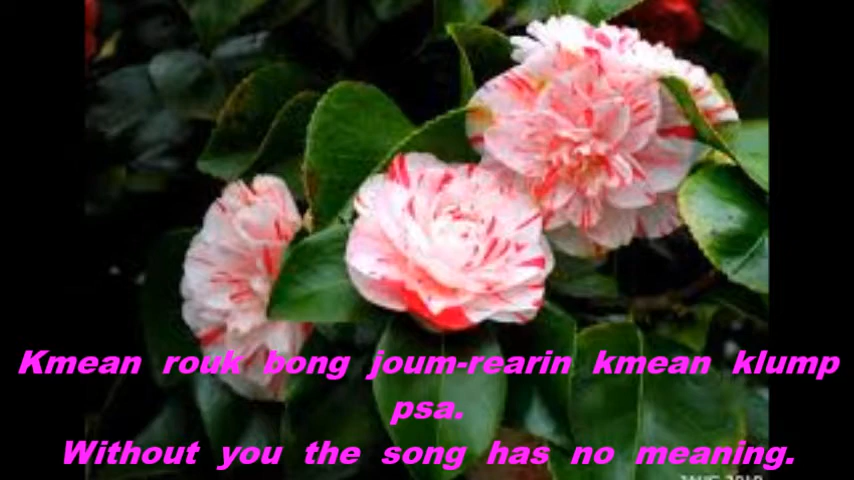 Kmean rouk bong joum-rearin kmean klump
psa.
Without you the song has no meaning.